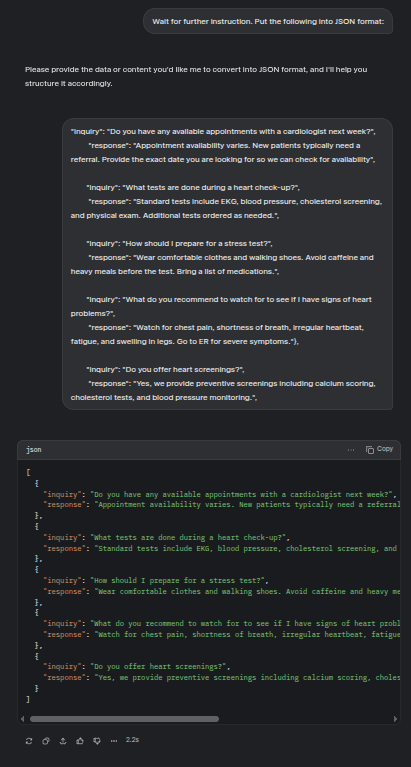 Wait for further instruction. Put the following into JSON format:
Please provide the data or content you'd like me to convert into JSON format, and I'll help you
structure it accordingly.
"Inquiry": "Do you have any available appointments with a cardiologist next week?",
"response": "Appointment availability varies. New patients typically need a
referral. Provide the exact date you are looking for so we can check for availability",
"Inquiry": "What tests are done during a heart check-up?",
"response": "Standard tests include EKG, blood pressure, cholesterol screening,
and physical exam. Additional tests ordered as needed.",
"Inquiry": "How should I prepare for a stress test?",
"response": "Wear comfortable clothes and walking shoes. Avoid caffeine and
heavy meals before the test. Bring a list of medications.",
"Inquiry": "What do you recommend to watch for to see if I have signs of heart
problems?",
"response": "Watch for chest pain, shortness of breath, irregular heartbeat,
fatigue, and swelling in legs. Go to ER for severe symptoms."},
"Inquiry": "Do you offer heart screenings?",
"response": "Yes, we provide preventive screenings including calcium scoring,
cholesterol tests, and blood pressure monitoring.",
json
Copy
[
{
"inquiry": "Do you have any available appointments with a cardiologist next week?",
"response": "Appointment availability varies. New patients typically need a referral
},
{
"inquiry": "What tests are done during a heart check-up?",
"response": "Standard tests include EKG, blood pressure, cholesterol screening, and
},
{
"inquiry": "How should I prepare for a stress test?",
"response": "Wear comfortable clothes and walking shoes. Avoid caffeine and heavy me
},
{
"inquiry": "What do you recommend to watch for to see if I have signs of heart probl
"response": "Watch for chest pain, shortness of breath, irregular heartbeat, fatigue
},
{
"inquiry": "Do you offer heart screenings?",
"response": "Yes, we provide preventive screenings including calcium scoring, choles
}
]
2.2s